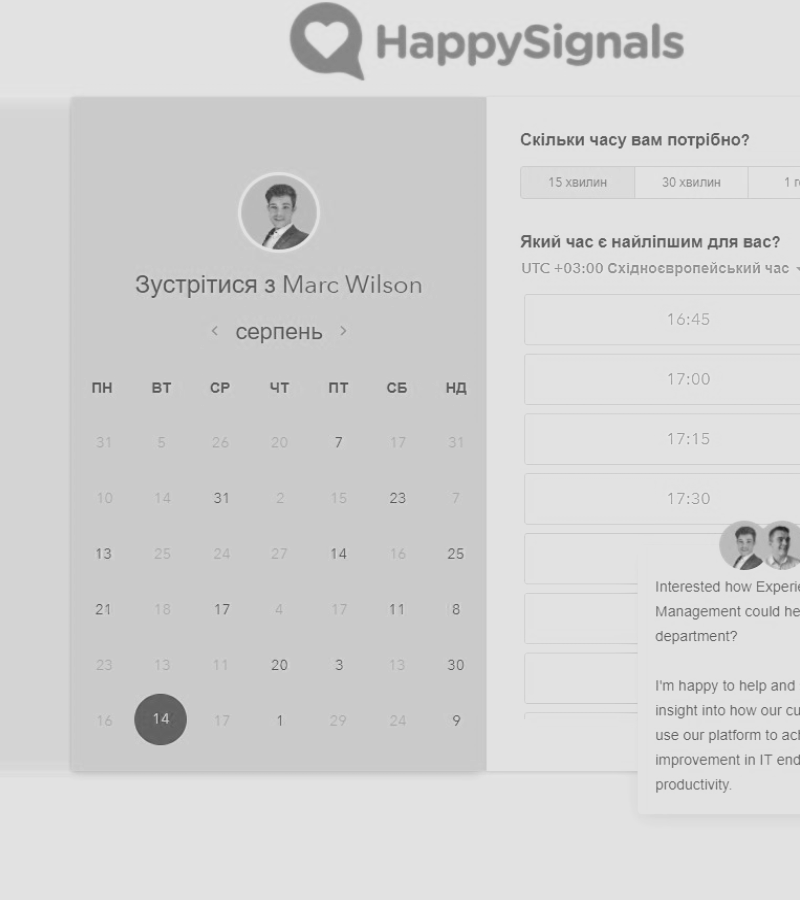 HappySignals
Зустрітися з Marc Wilson
‹ серпень ›
ПН ВТ СР ЧТ ПТ СБ НД
31 5 26 20 7 17 31
10 14 31 2 15 23 7
13 25 24 27 14 16 25
21 18 17 4 17 11 8
23 13 11 20 3 13 30
16 14 17 1 29 24 9
Скільки часу вам потрібно?
15 хвилин 30 хвилин 1
Який час є найліпшим для вас?
UTC +03:00 Східноєвропейський час
16:45
17:00
17:15
17:30
Interested how
Management could
department?
I'm happy to help and
insight into how our
use our platform to
improvement in IT
productivity.